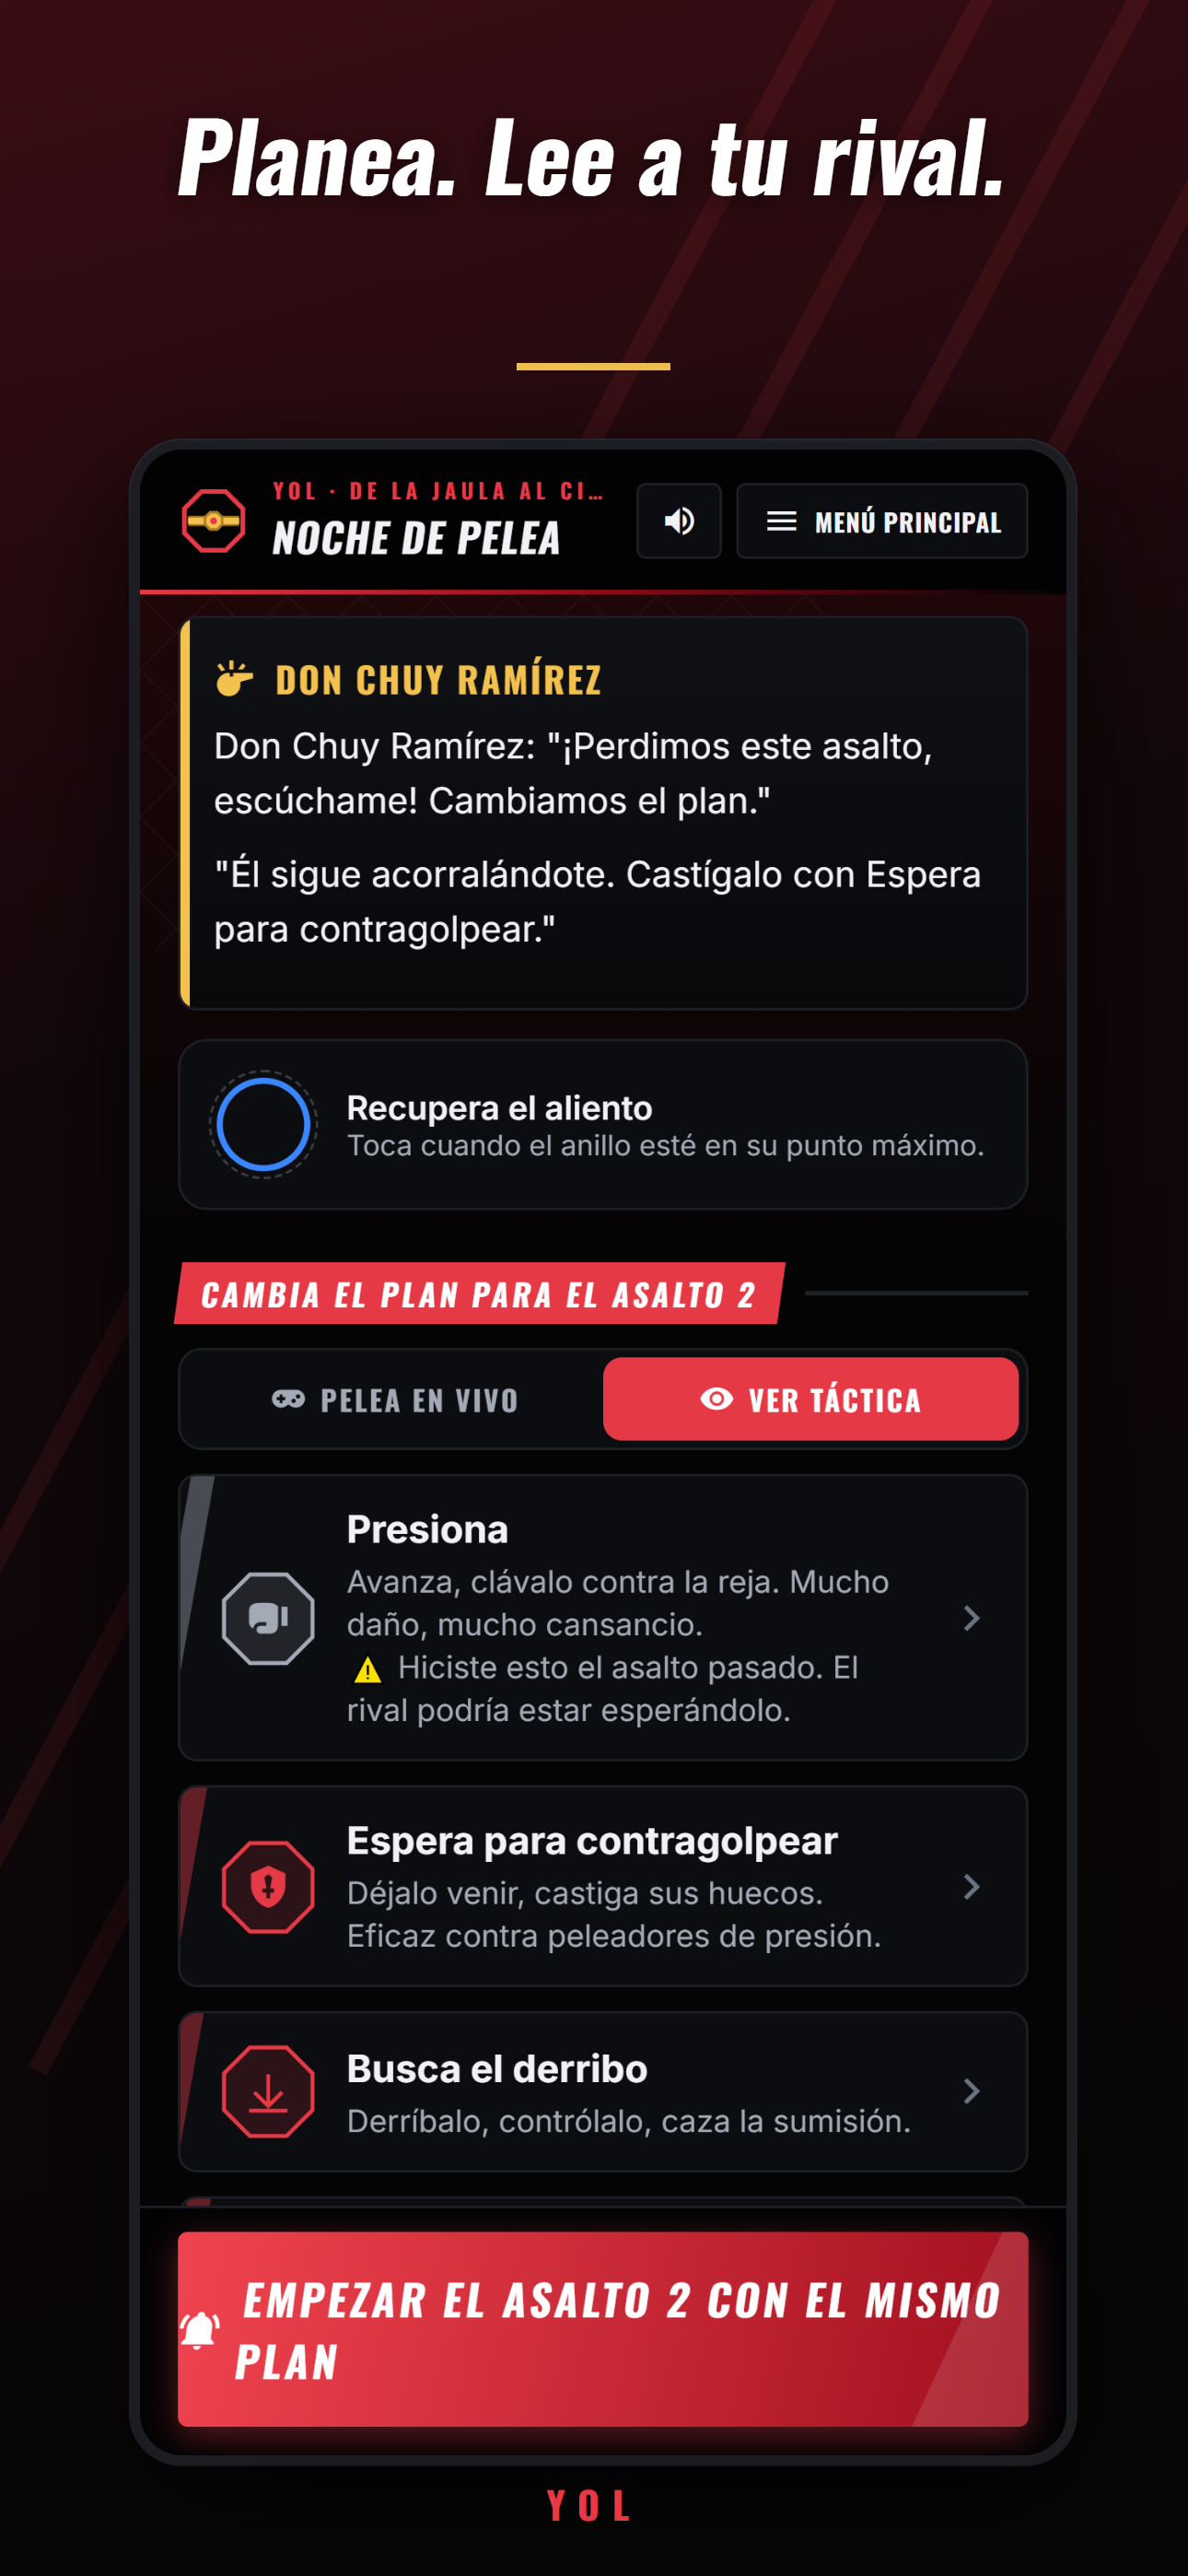 Planea. Lee a tu rival.
YOL · DE LA JAULA AL CI…
NOCHE DE PELEA
MENÚ PRINCIPAL
DON CHUY RAMÍREZ
Don Chuy Ramírez: "¡Perdimos este asalto,
escúchame! Cambiamos el plan."
"Él sigue acorralándote. Castígalo con Espera
para contragolpear."
Recupera el aliento
Toca cuando el anillo esté en su punto máximo.
CAMBIA EL PLAN PARA EL ASALTO 2
PELEA EN VIVO
VER TÁCTICA
Presiona
Avanza, clávalo contra la reja. Mucho
daño, mucho cansancio.
⚠️ Hiciste esto el asalto pasado. El
rival podría estar esperándolo.
Espera para contragolpear
Déjalo venir, castiga sus huecos.
Eficaz contra peleadores de presión.
Busca el derribo
Derríbalo, contrólalo, caza la sumisión.
EMPEZAR EL ASALTO 2 CON EL MISMO
PLAN
YOL